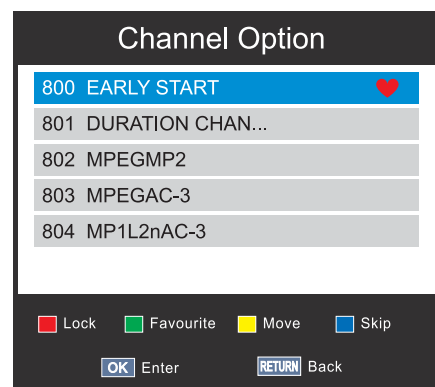 Channel Option
800 EARLY START
801 DURATION CHAN...
802 MPEGMP2
803 MPEGAC-3
804 MP1L2nAC-3
Lock Favourite Move Skip
OK Enter RETURN Back